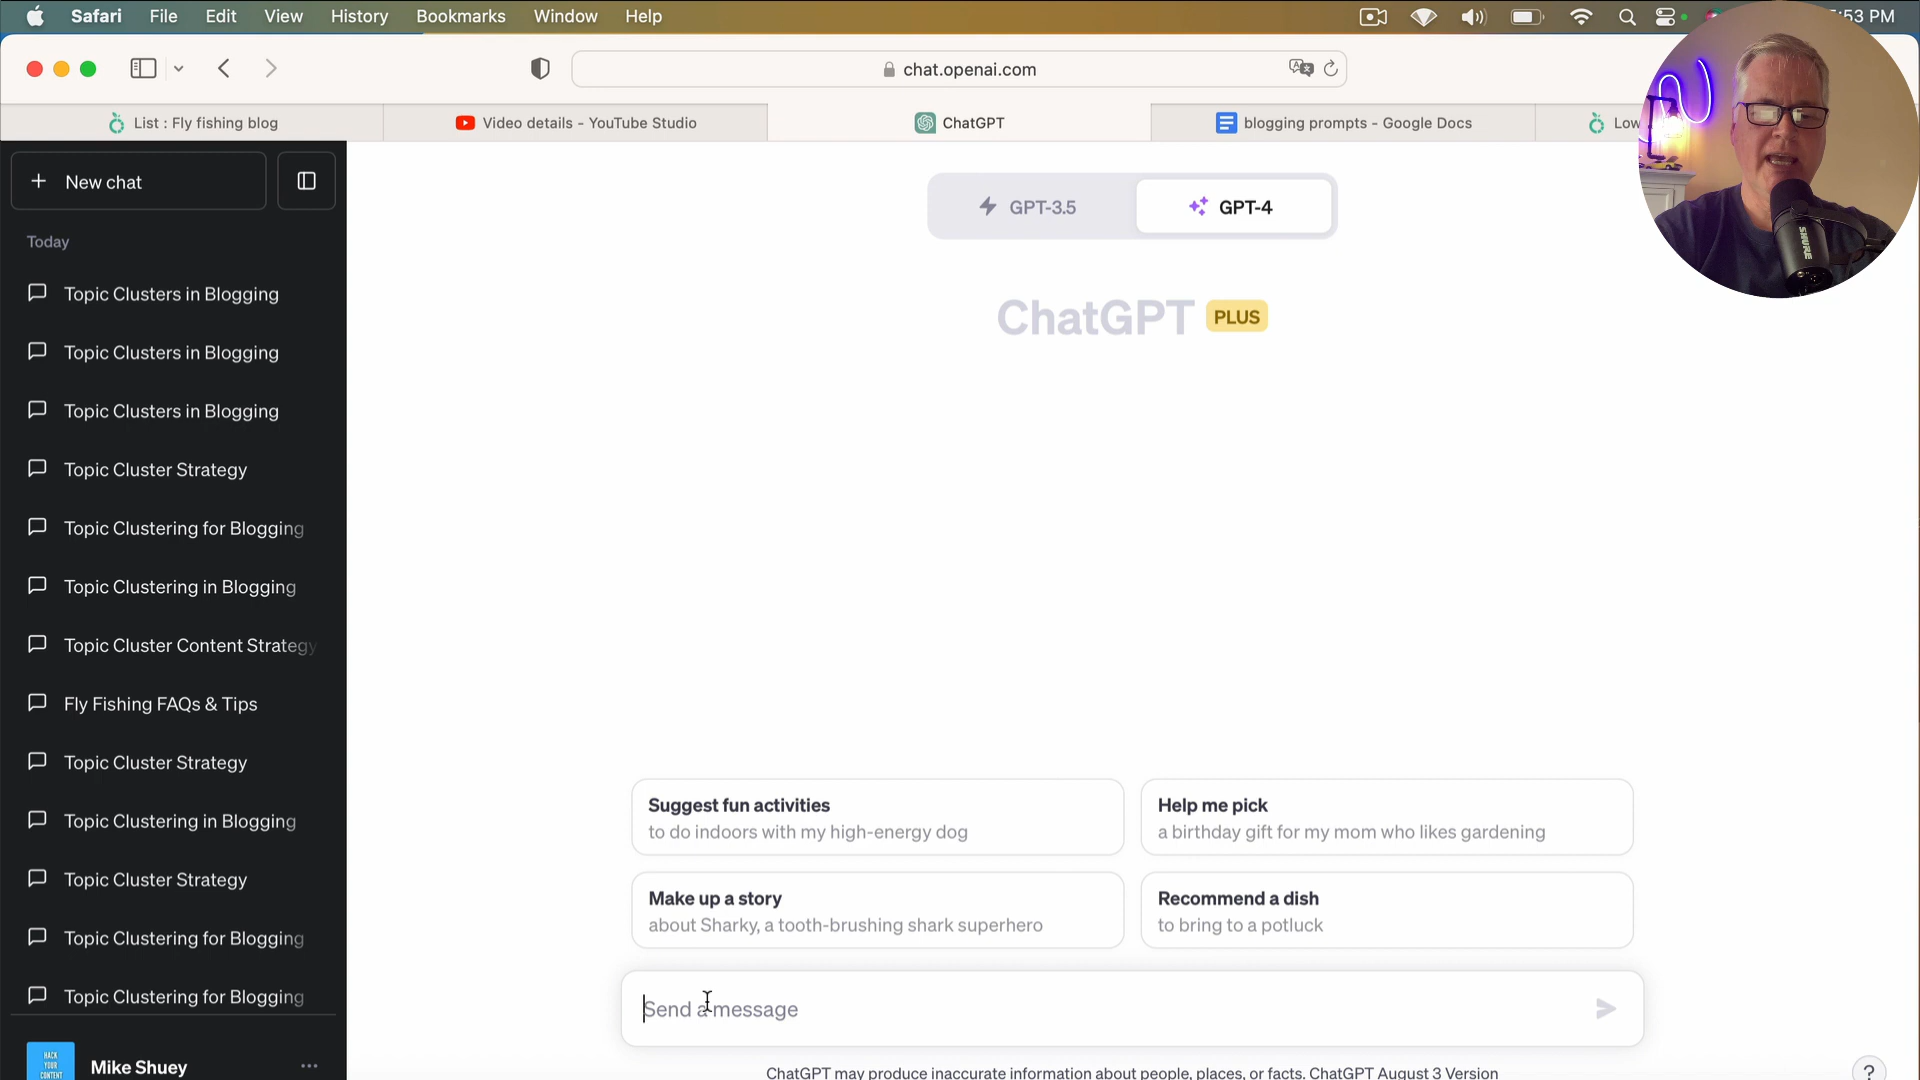 Safari File Edit View History Bookmarks Window Help
:53 PM
chat.openai.com
List : Fly fishing blog
Video details - YouTube Studio
ChatGPT
blogging prompts - Google Docs
Low
New chat
Today
Topic Clusters in Blogging
Topic Clusters in Blogging
Topic Clusters in Blogging
Topic Cluster Strategy
Topic Clustering for Blogging
Topic Clustering in Blogging
Topic Cluster Content Strategy
Fly Fishing FAQs & Tips
Topic Cluster Strategy
Topic Clustering in Blogging
Topic Cluster Strategy
Topic Clustering for Blogging
Topic Clustering for Blogging
HACK
YOUR
CONTENT
Mike Shuey
GPT-3.5
GPT-4
ChatGPT PLUS
Suggest fun activities
to do indoors with my high-energy dog
Help me pick
a birthday gift for my mom who likes gardening
Make up a story
about Sharky, a tooth-brushing shark superhero
Recommend a dish
to bring to a potluck
Send a message
ChatGPT may produce inaccurate information about people, places, or facts. ChatGPT August 3 Version
?
SHURE